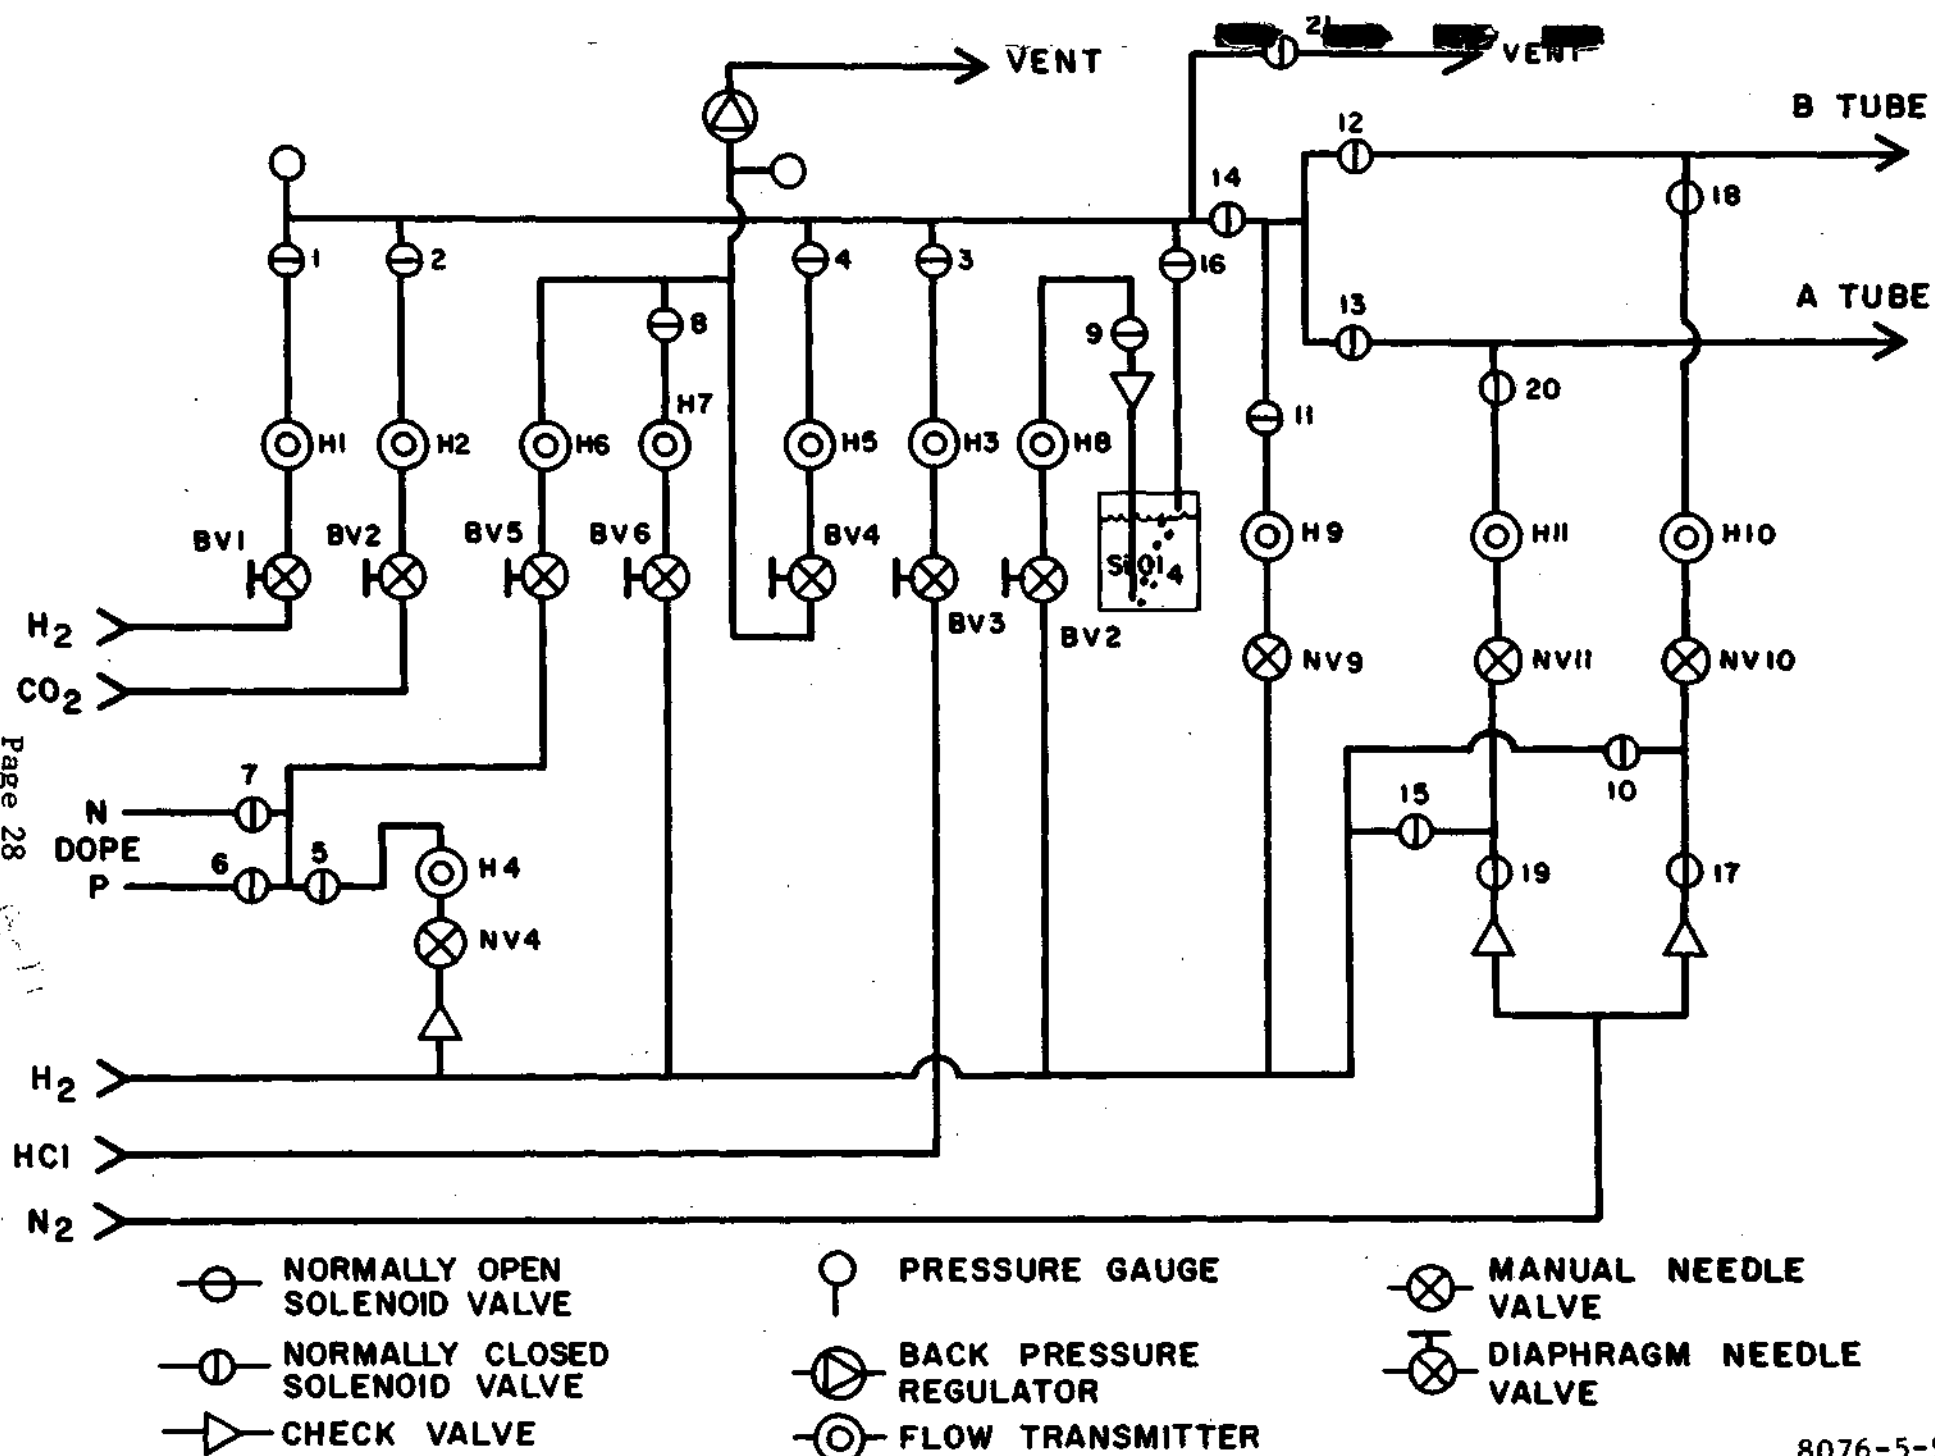 21
VENT
VENT
B TUBE
12
14
18
1
2
4
3
16
A TUBE
13
8
9
20
H7
11
H1
H2
H6
H5
H3
H8
BV1
BV2
BV5
BV6
BV4
H9
H11
H10
BV3
BV2
H2
NV9
NV11
NV10
CO2
7
15
10
N
DOPE
6
5
P
H4
19
17
NV4
H2
HCl
N2
Page 28
NORMALLY OPEN
SOLENOID VALVE
NORMALLY CLOSED
SOLENOID VALVE
CHECK VALVE
PRESSURE GAUGE
BACK PRESSURE
REGULATOR
FLOW TRANSMITTER
MANUAL NEEDLE
VALVE
DIAPHRAGM NEEDLE
VALVE